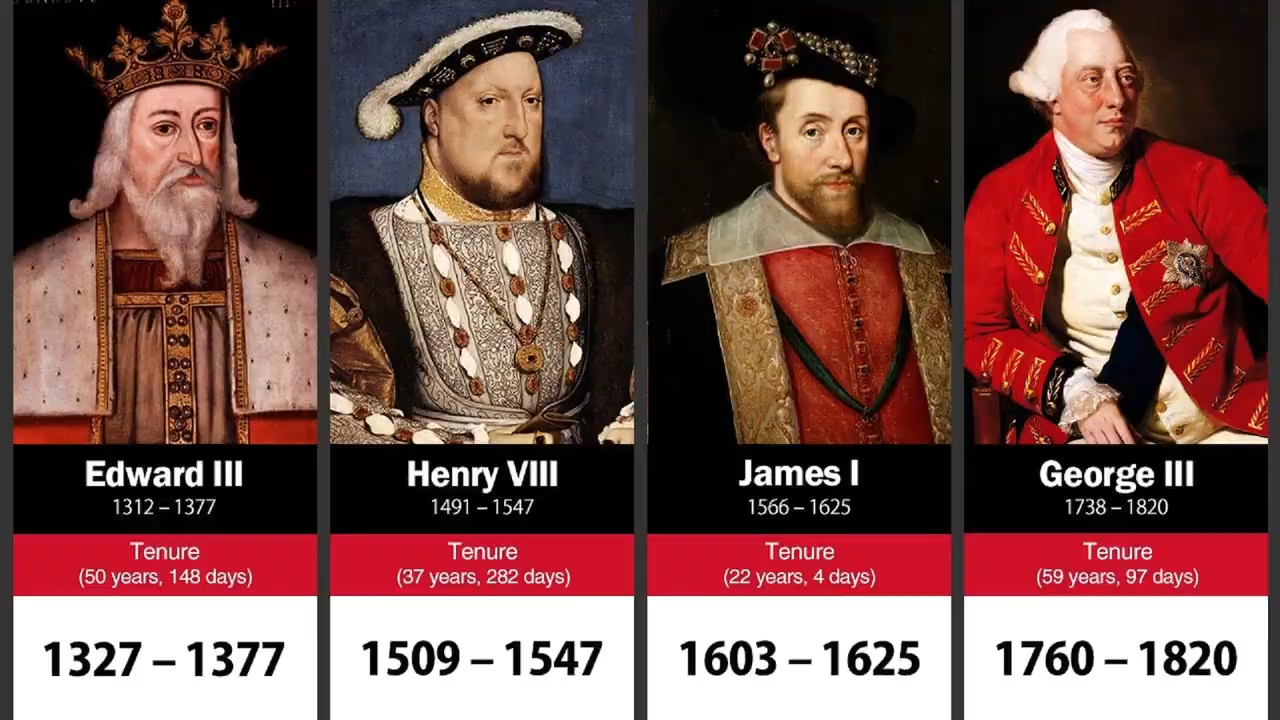 Edward III
1312 – 1377
Tenure
(50 years, 148 days)
1327 – 1377
Henry VIII
1491 – 1547
Tenure
(37 years, 282 days)
1509 – 1547
James I
1566 – 1625
Tenure
(22 years, 4 days)
1603 – 1625
George III
1738 – 1820
Tenure
(59 years, 97 days)
1760 – 1820